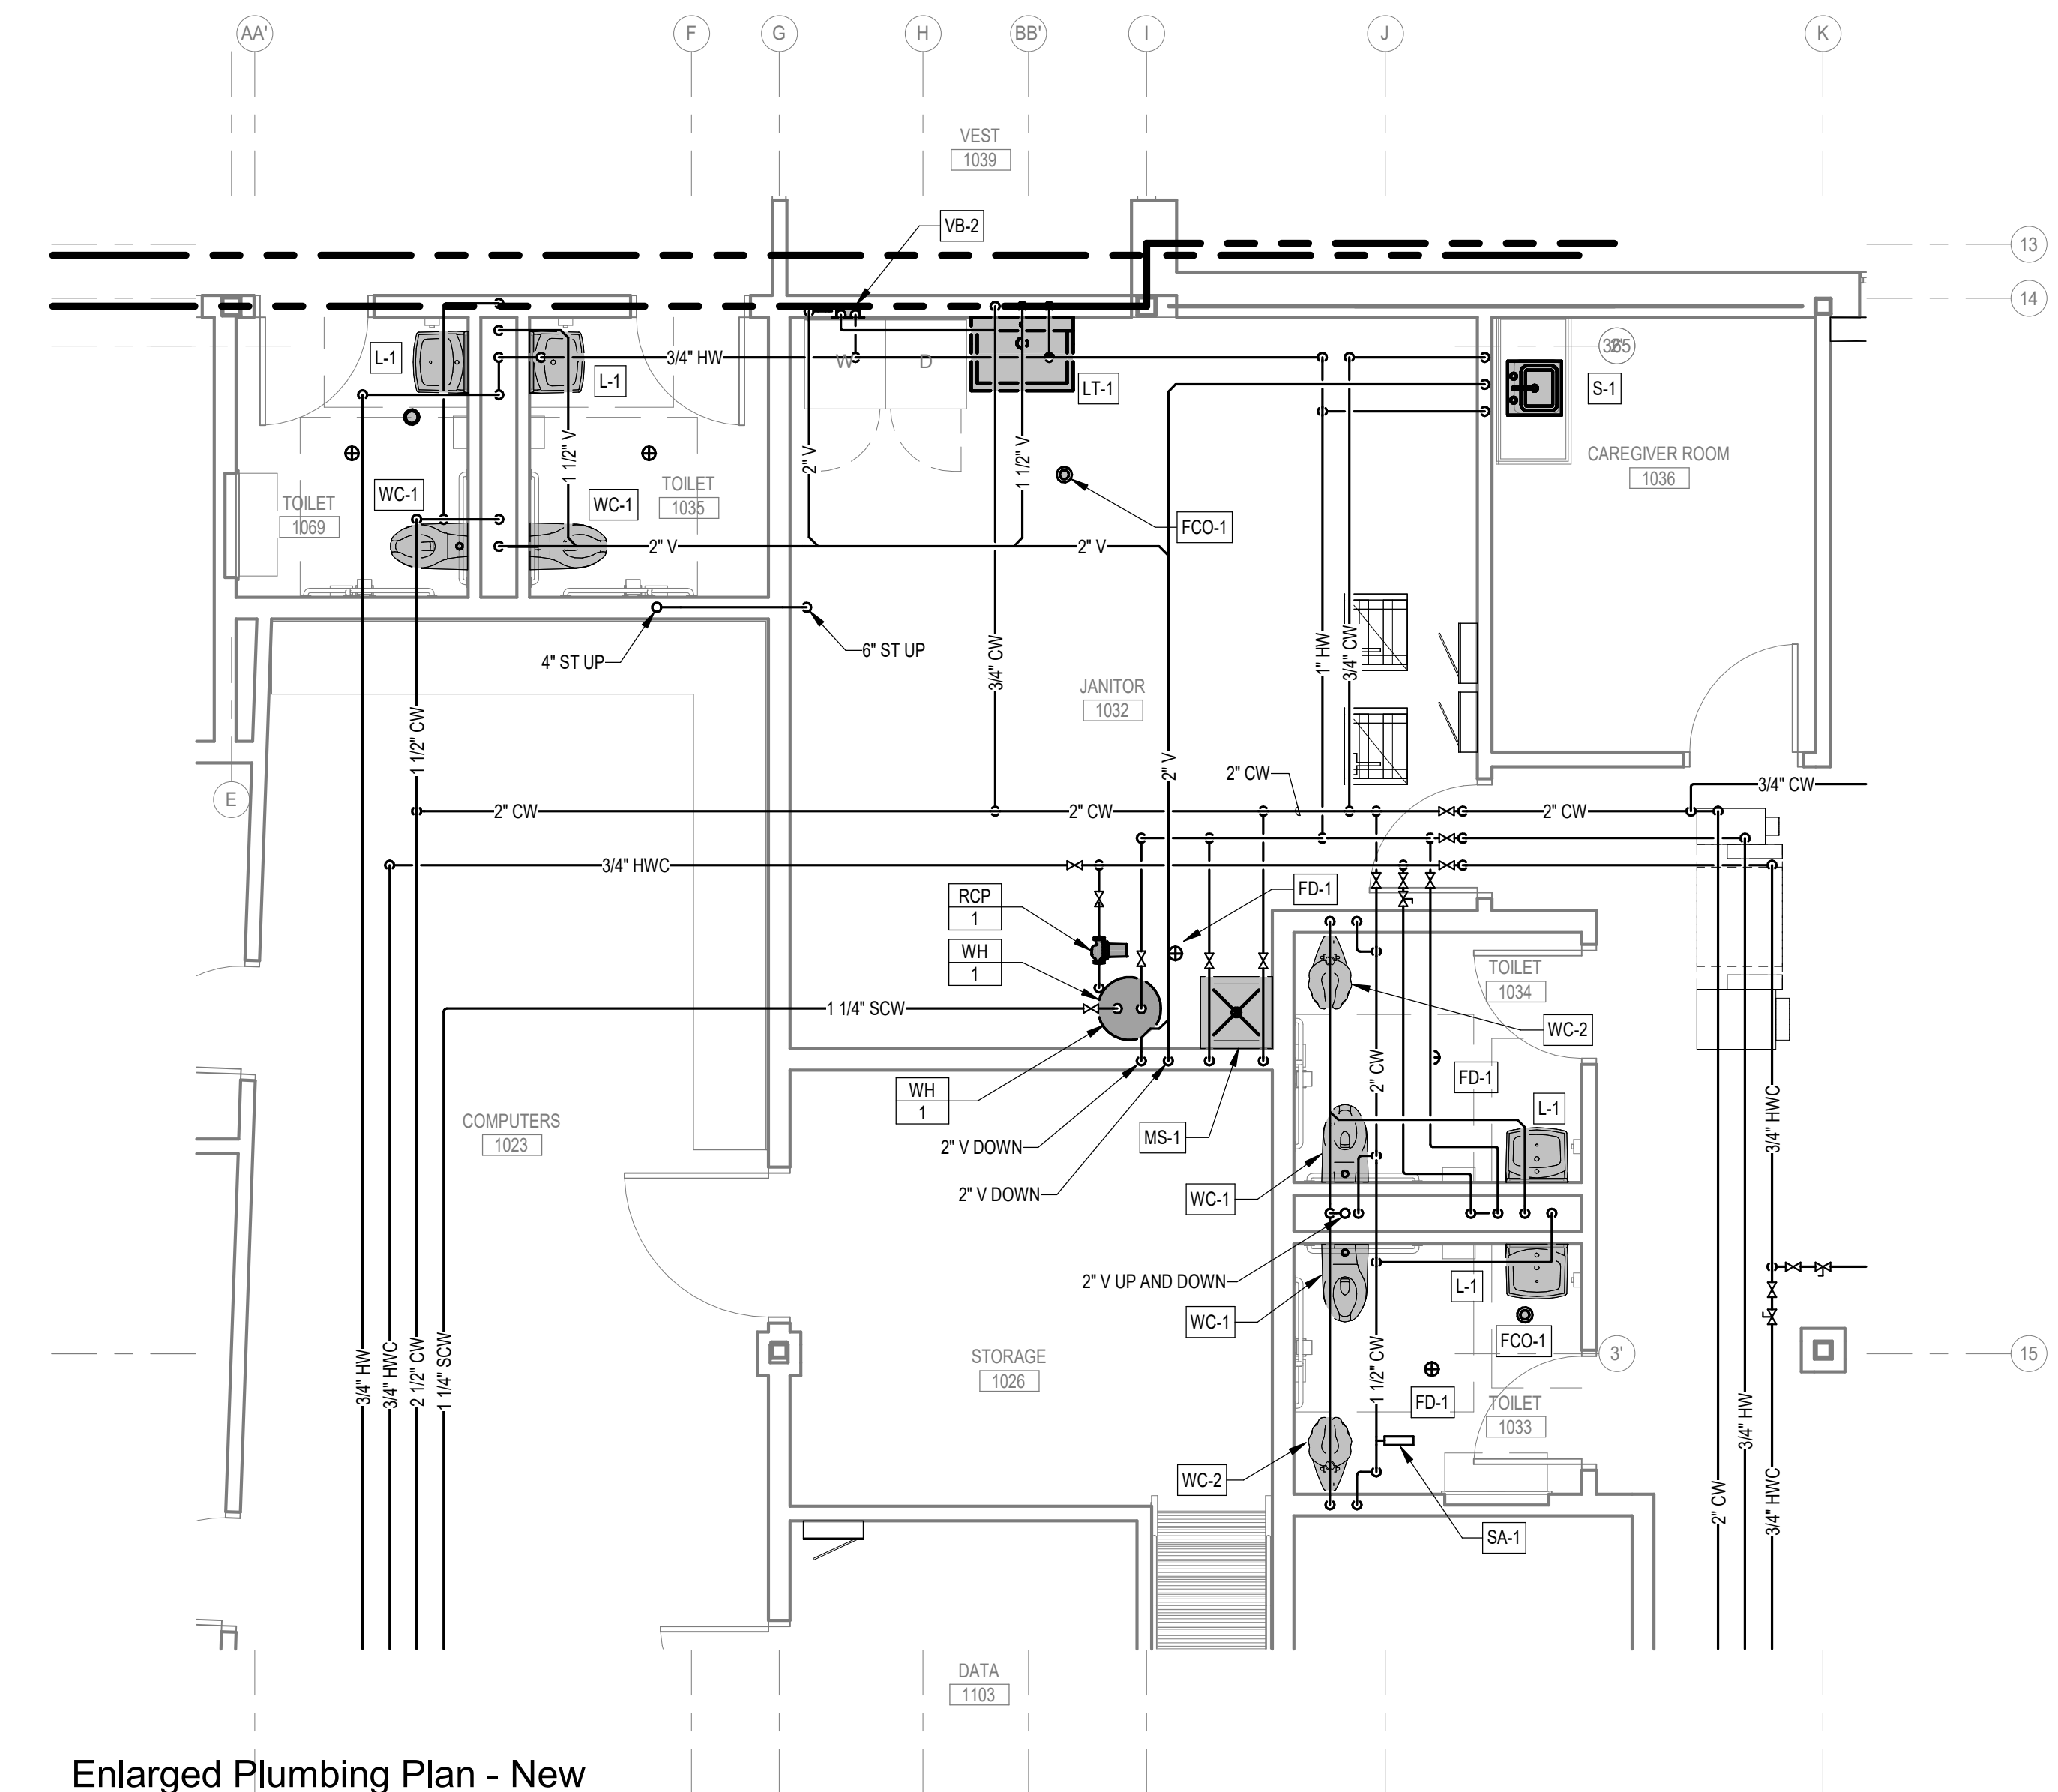 AA'
F
G
H
BB'
I
J
K
VEST
1039
VB-2
13
14
L-1
L-1
3/4" HW
W
D
LT-1
S-1
2" V
1 1/2" V
1 1/2" V
CAREGIVER ROOM
1036
WC-1
WC-1
TOILET
1069
TOILET
1035
FCO-1
2" V
2" V
4" ST UP
6" ST UP
3/4" CW
1" HW
3/4" CW
JANITOR
1032
1 1/2" CW
2" V
2" CW
3/4" CW
E
2" CW
2" CW
2" CW
3/4" HWC
RCP
1
FD-1
WH
1
TOILET
1034
1 1/4" SCW
WC-2
2" CW
FD-1
WH
1
L-1
COMPUTERS
1023
2" V DOWN
MS-1
3/4" HWC
2" V DOWN
WC-1
2" V UP AND DOWN
L-1
WC-1
FCO-1
3'
15
STORAGE
1026
3/4" HW
3/4" HWC
2 1/2" CW
1 1/4" SCW
1 1/2" CW
FD-1
TOILET
1033
WC-2
2" CW
3/4" HW
3/4" HWC
SA-1
DATA
1103
Enlarged Plumbing Plan - New